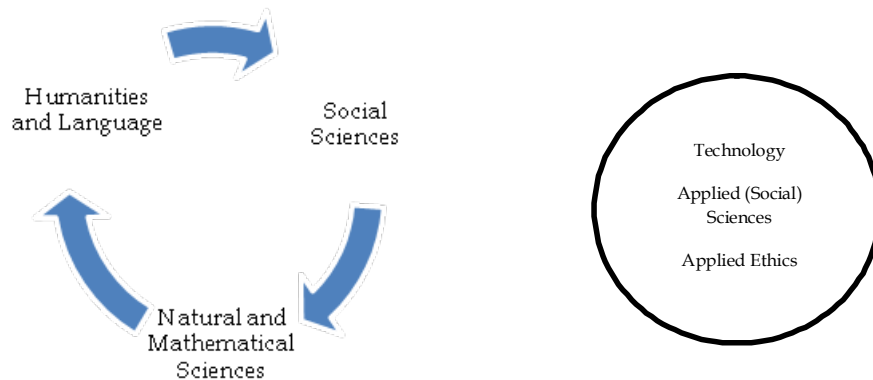 Humanities
and Language
Social
Sciences
Natural and
Mathematical
Sciences
Technology
Applied (Social)
Sciences
Applied Ethics